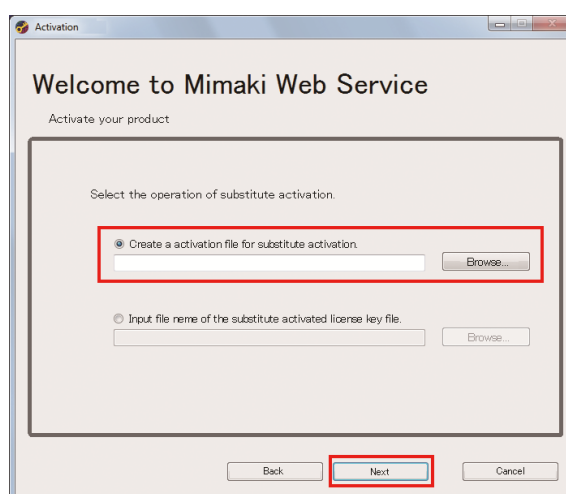 Activation
Welcome to Mimaki Web Service
Activate your product
Select the operation of substitute activation.
Create a activation file for substitute activation.
Browse...
Input file neme of the substitute activated license key file.
Browse...
Back Next Cancel